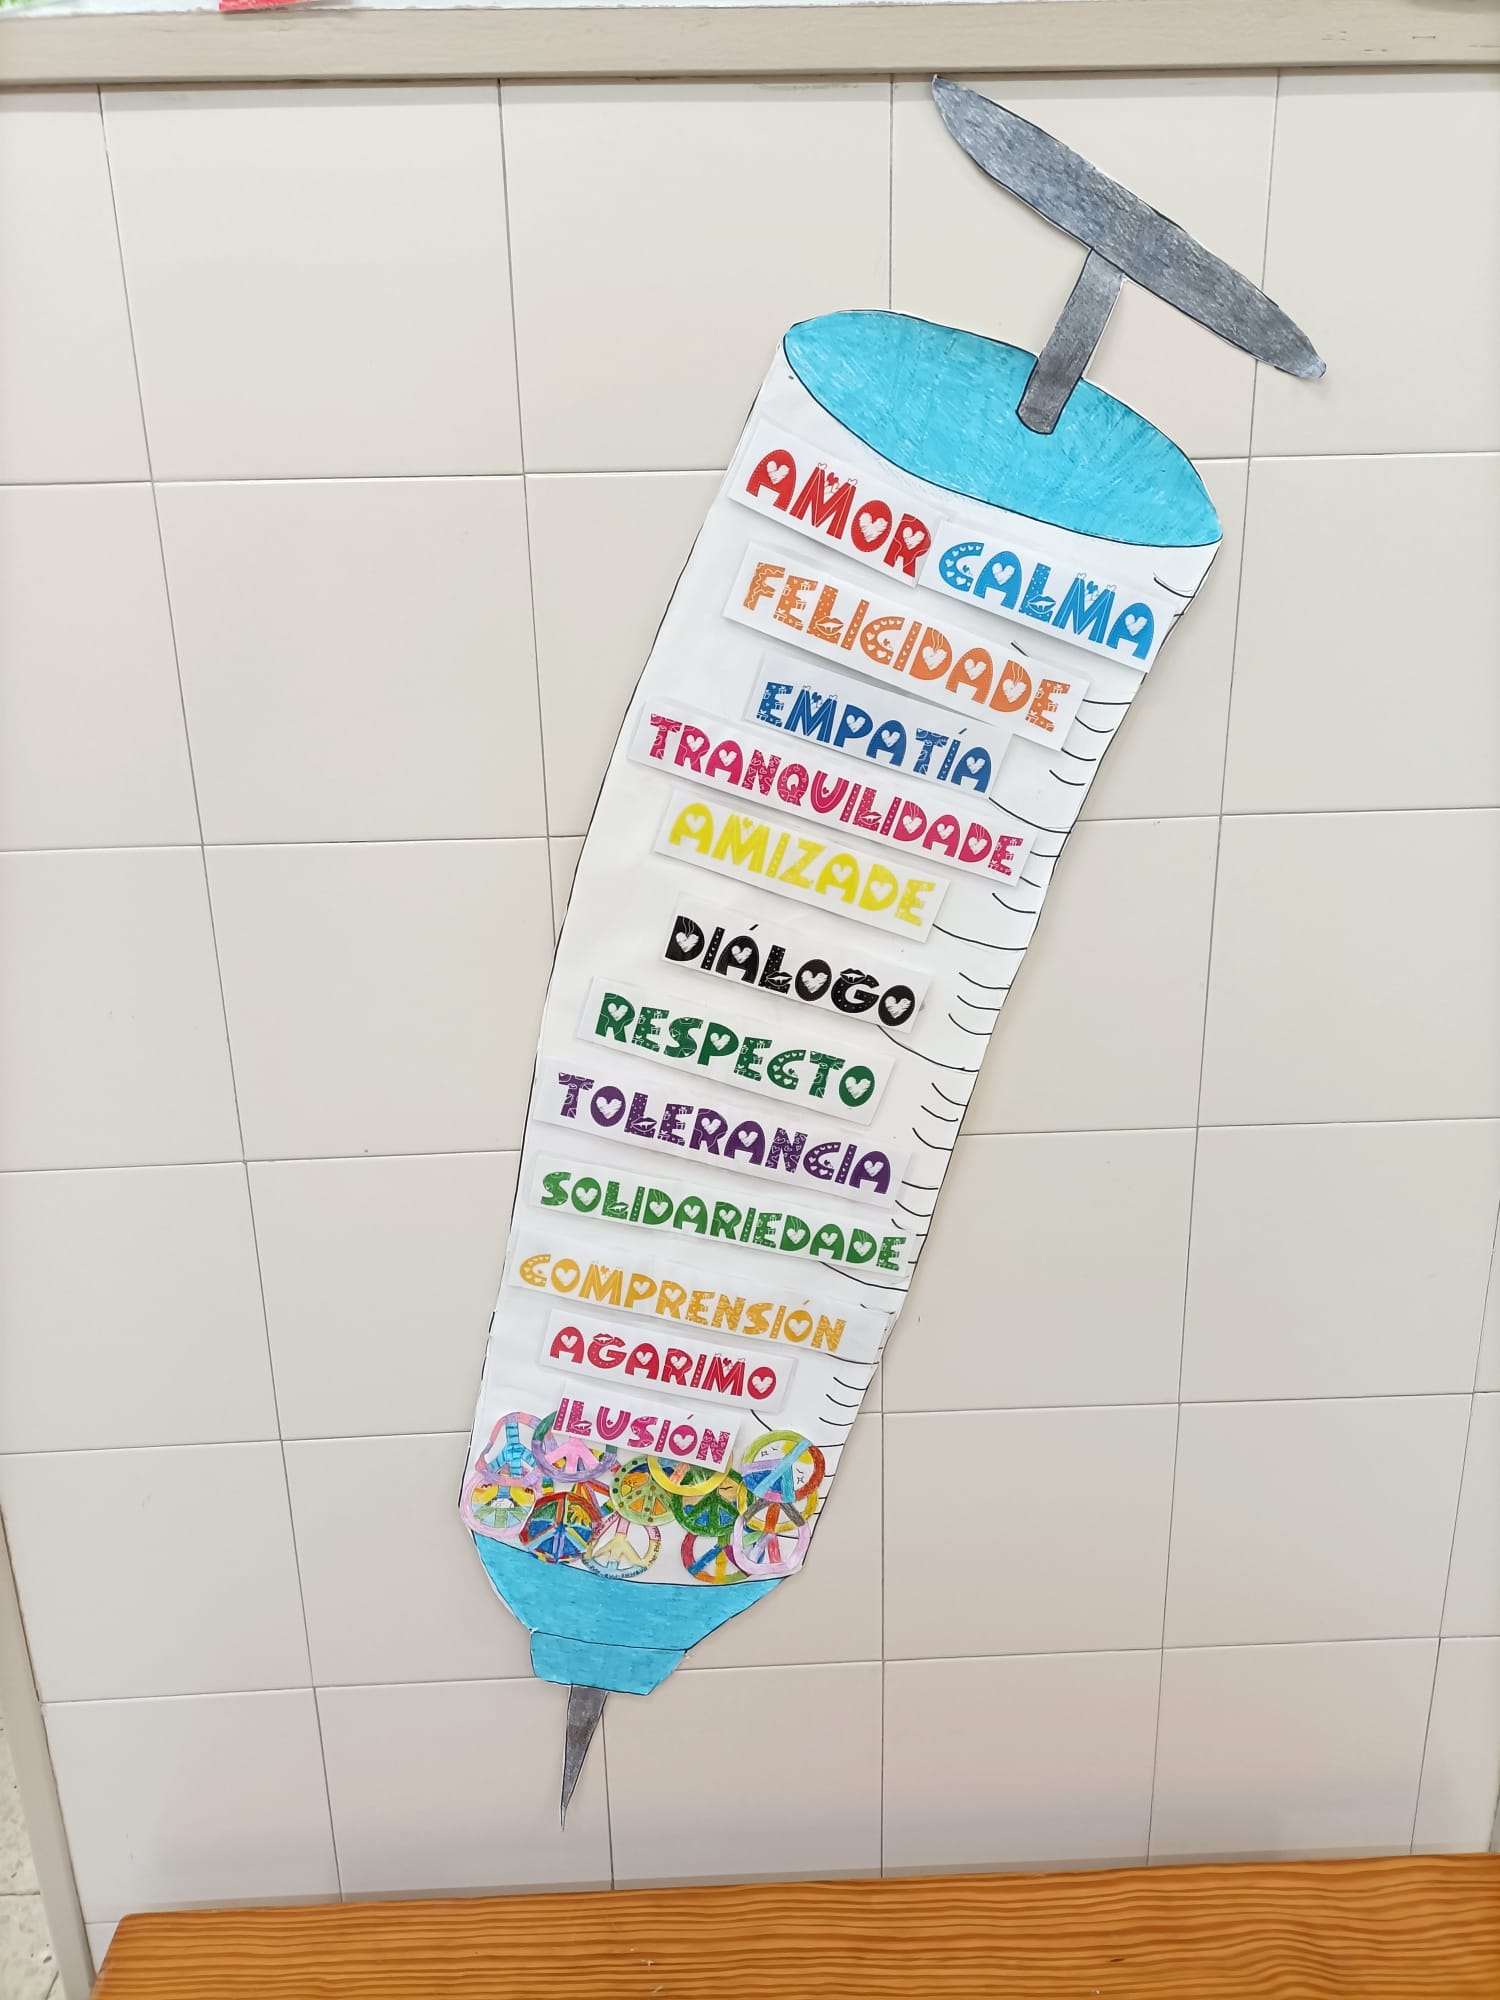 AMOR
CALMA
FELICIDADE
EMPATÍA
TRANQUILIDADE
AMIZADE
DIÁLOGO
RESPECTO
TOLERANCIA
SOLIDARIEDADE
COMPRENSIÓN
AGARIMO
ILUSIÓN